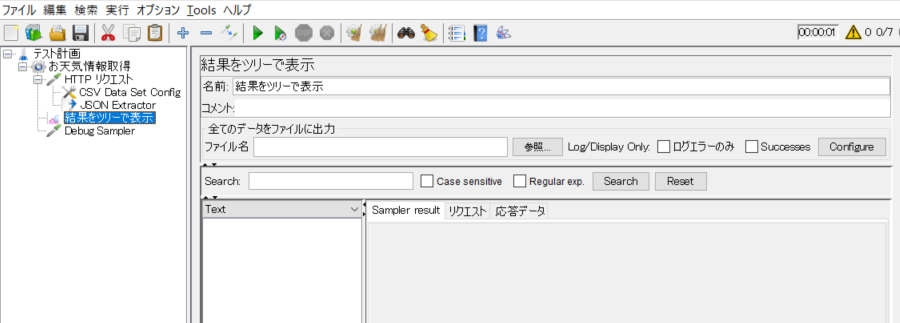 ファイル 編集 検索 実行 オプション Tools ヘルプ
00:00:01 0 0/7
テスト計画
お天気情報取得
HTTP リクエスト
CSV Data Set Config
JSON Extractor
結果をツリーで表示
Debug Sampler
結果をツリーで表示
名前: 結果をツリーで表示
コメント:
全てのデータをファイルに出力
ファイル名 参照... Log/Display Only: ログエラーのみ Successes Configure
Search: Case sensitive Regular exp. Search Reset
Text
Sampler result リクエスト 応答データ